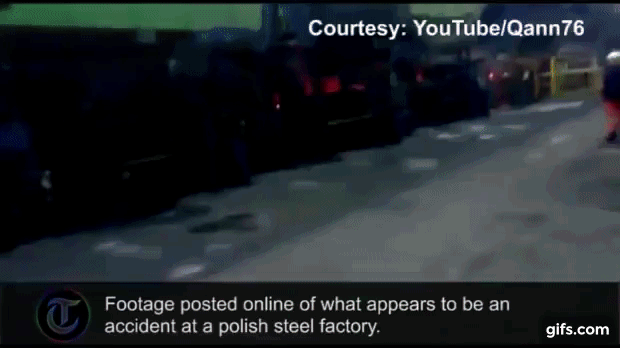 Courtesy: YouTube/Qann76
Footage posted online of what appears to be an
accident at a polish steel factory.
gifs.com